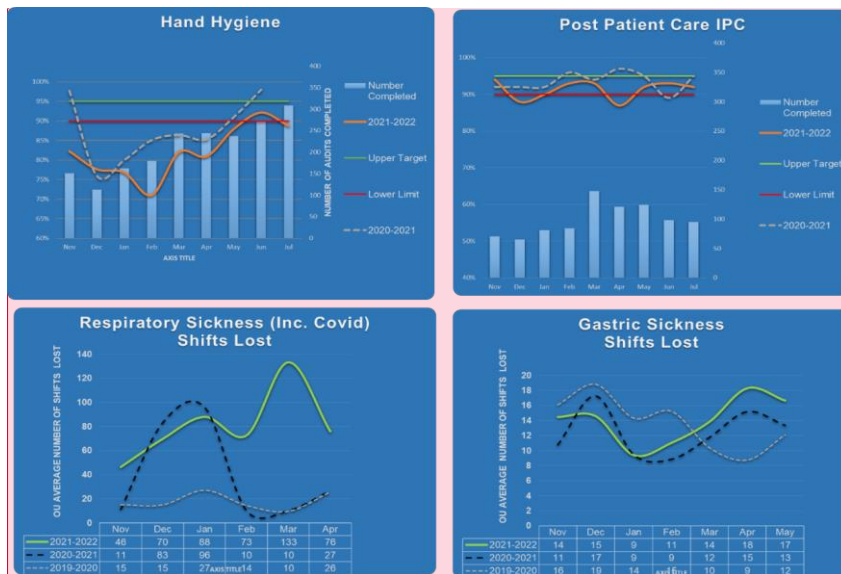 Hand Hygiene
100%
95%
90%
85%
80%
75%
70%
65%
60%
400
350
300
250
200
150
100
50
0
NUMBER OF AUDITS COMPLETED
Nov Dec Jan Feb Mar Apr May Jun Jul
AXIS TITLE
Number Completed
2021-2022
Upper Target
Lower Limit
2020-2021
Post Patient Care IPC
100%
90%
80%
70%
60%
50%
40%
400
350
300
250
200
150
100
50
0
Nov Dec Jan Feb Mar Apr May Jun Jul
Number Completed
2021-2022
Upper Target
Lower Limit
2020-2021
Respiratory Sickness (Inc. Covid)
Shifts Lost
OU AVERAGE NUMBER OF SHIFTS LOST
140
120
100
80
60
40
20
0
Nov Dec Jan Feb Mar Apr
2021-2022 46 70 88 73 133 76
2020-2021 11 83 96 10 10 27
2019-2020 15 15 27 14 10 26
AXIS TITLE
Gastric Sickness
Shifts Lost
OU AVERAGE NUMBER OF SHIFTS LOST
20
18
16
14
12
10
8
6
4
2
0
Nov Dec Jan Feb Mar Apr May
2021-2022 14 15 9 11 14 18 17
2020-2021 11 17 9 9 12 15 13
2019-2020 16 19 14 10 9 12